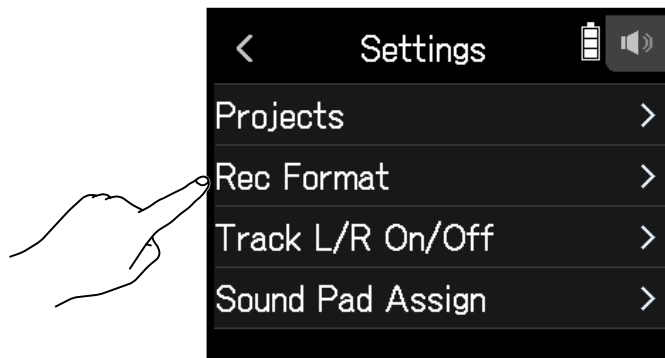 Settings
Projects
Rec Format
Track L/R On/Off
Sound Pad Assign